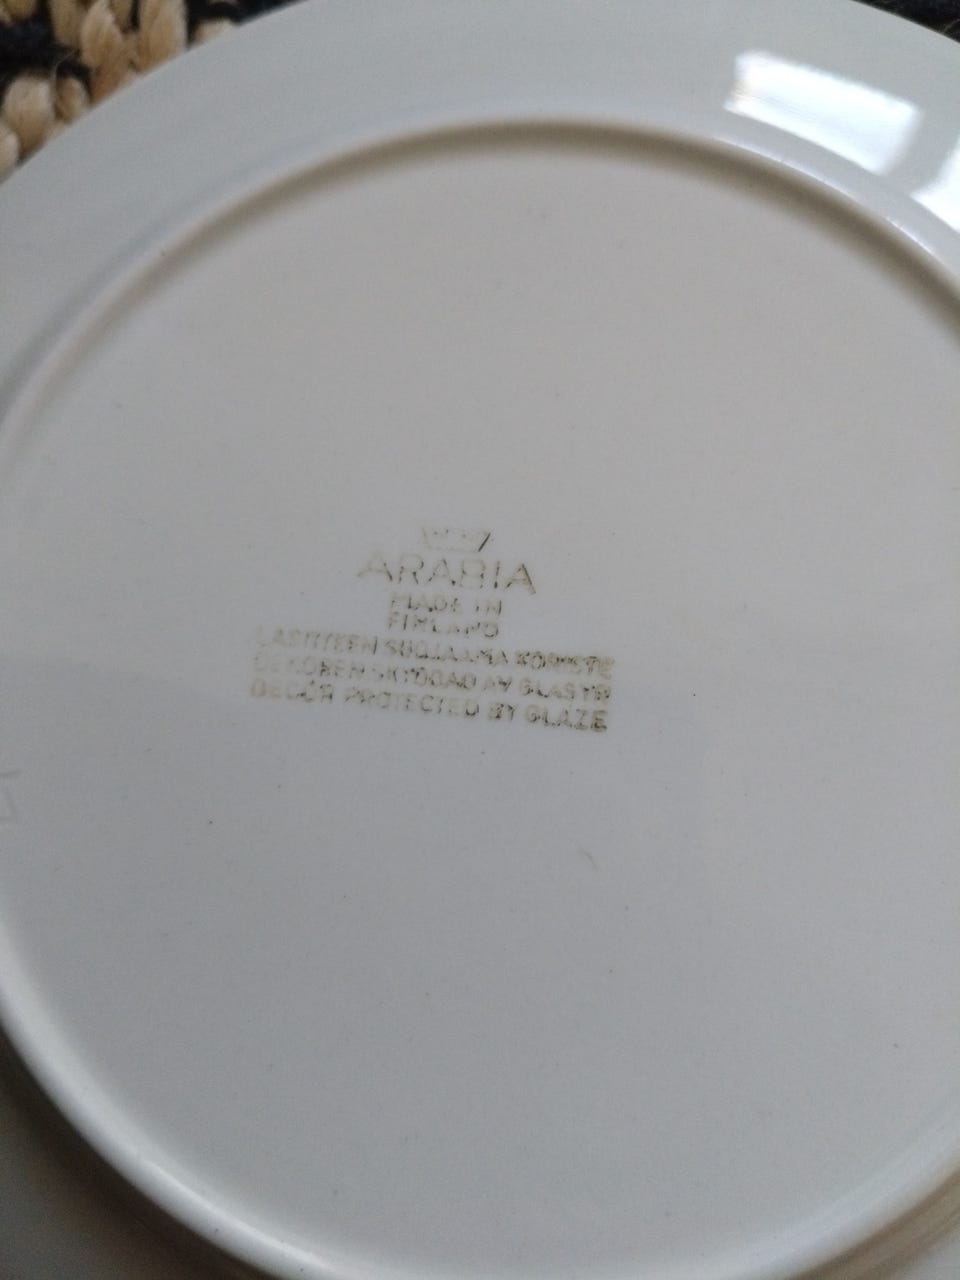 ARABIA
MADE IN
FINLAND
LASITTEEN SUOJAAMA KORISTE
DEKOREN SKYDDAD AV GLASYR
DECOR PROTECTED BY GLAZE